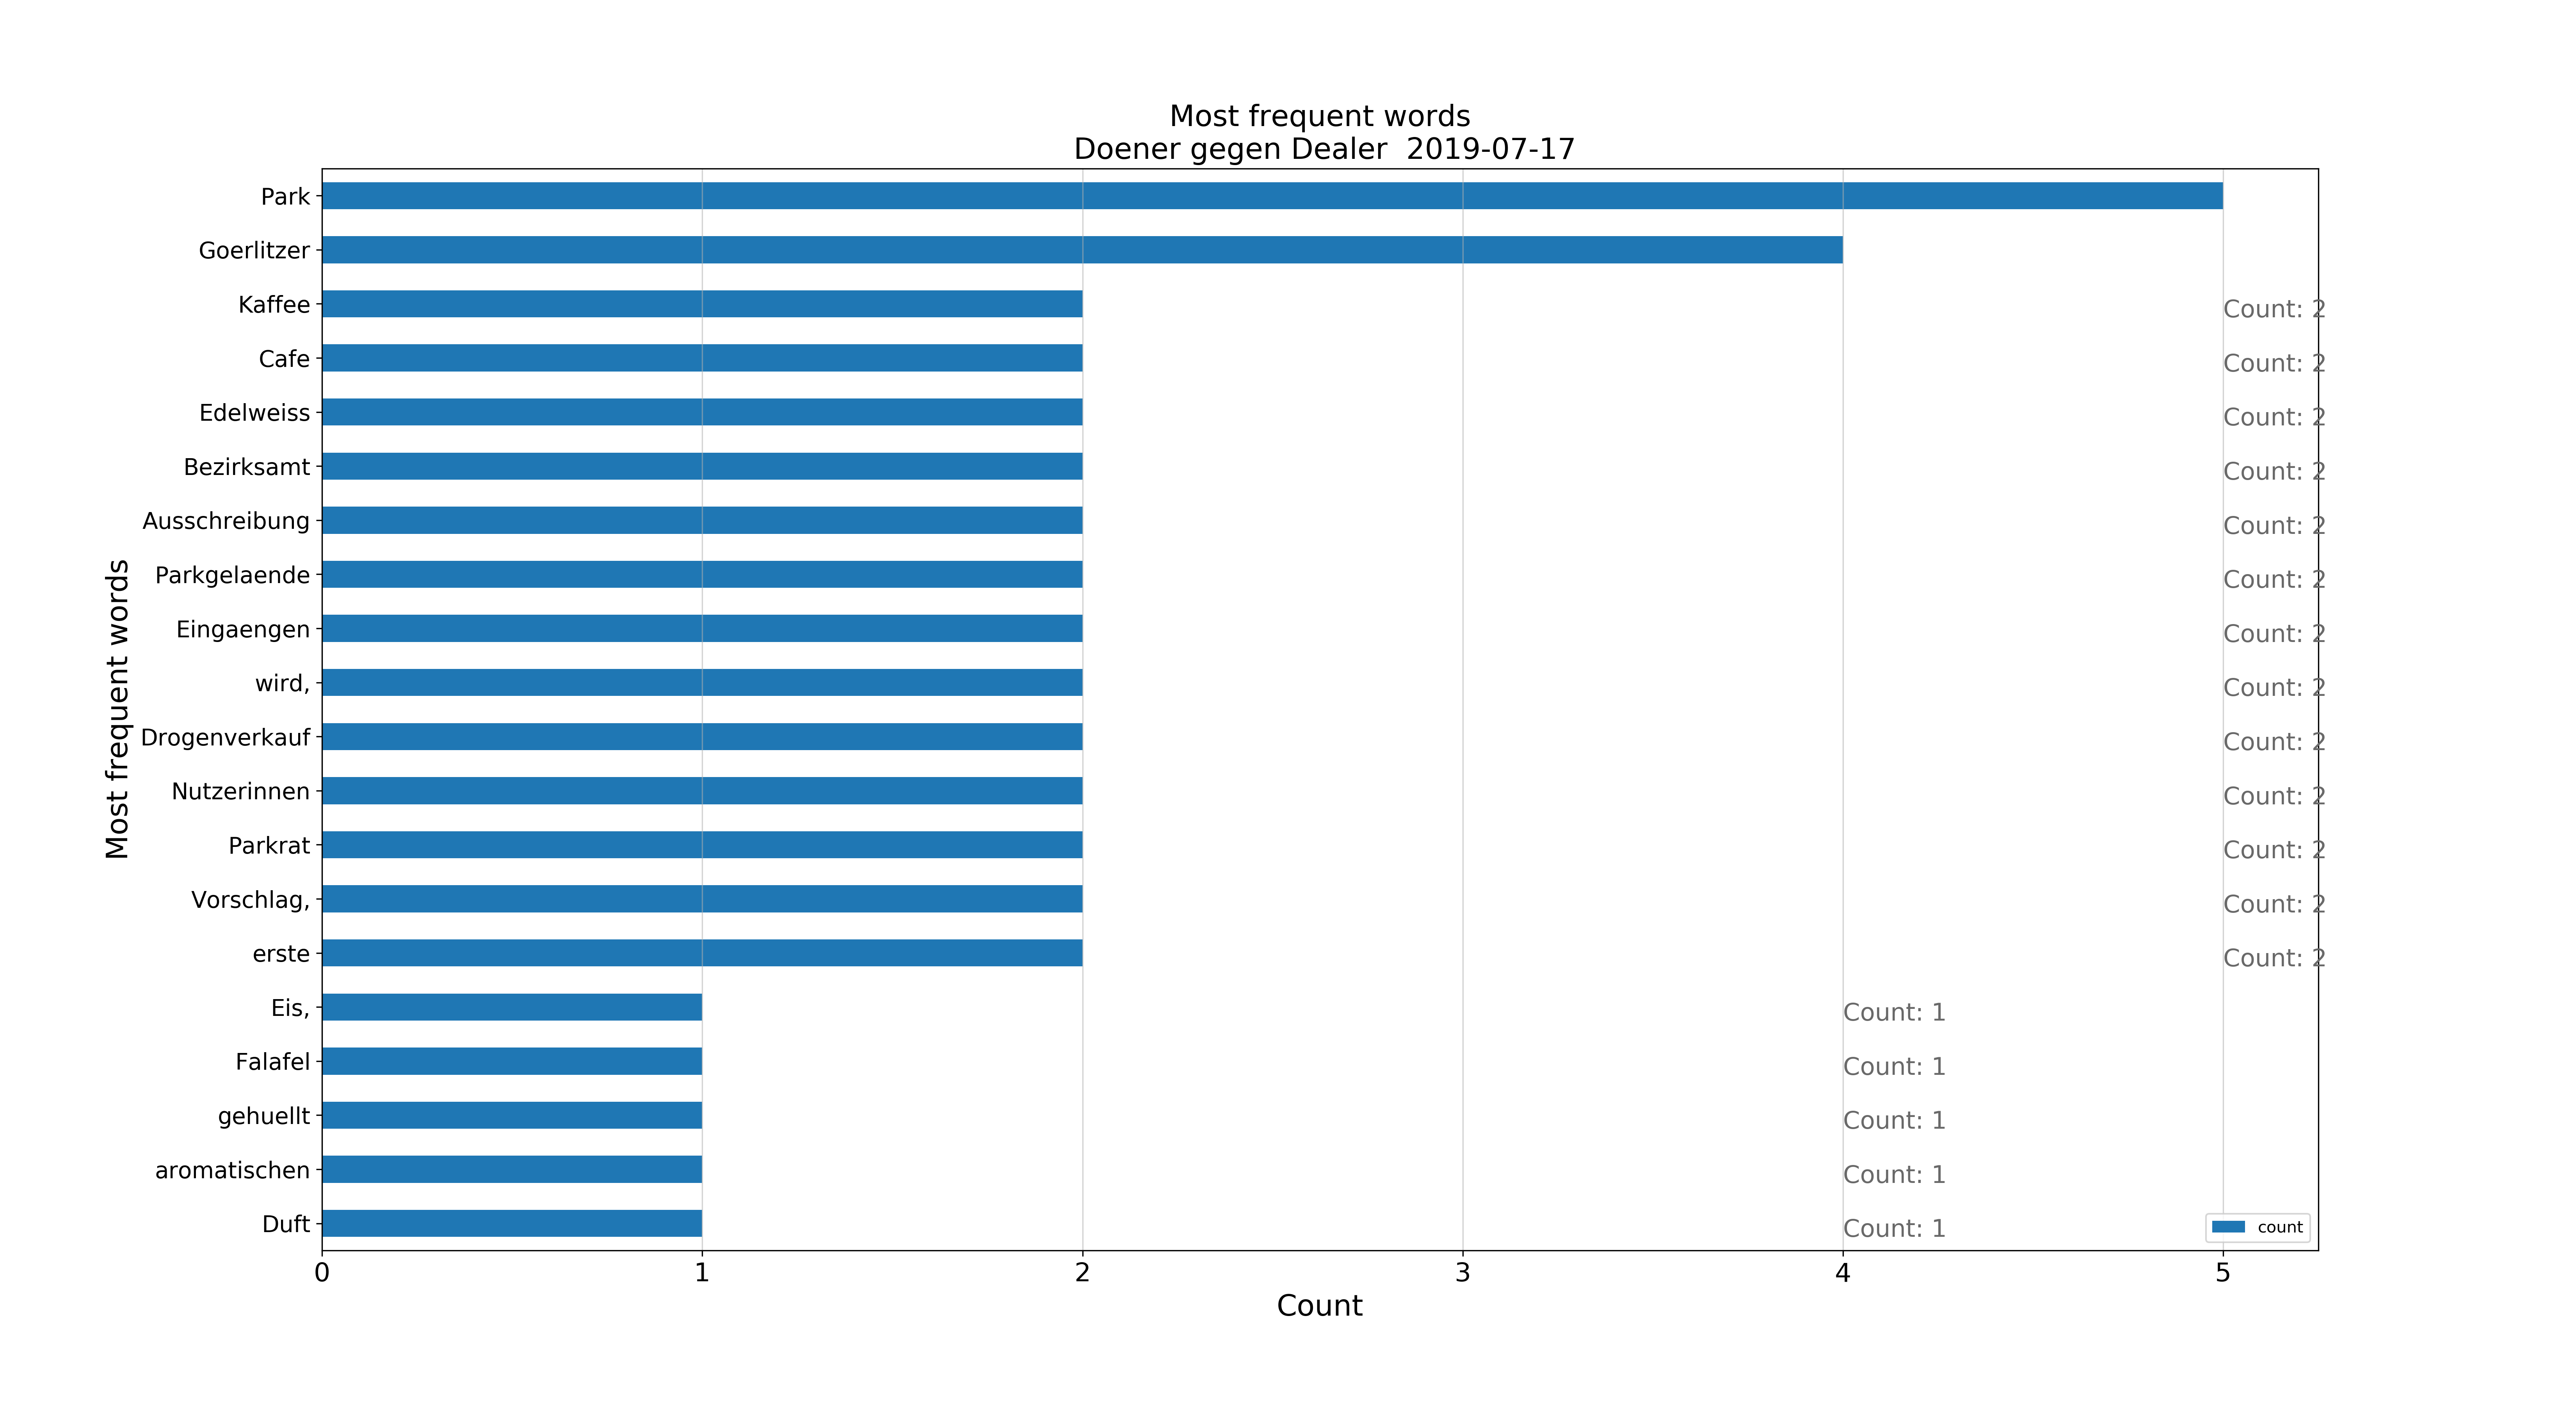 Most frequent words
Doener gegen Dealer  2019-07-17
Most frequent words
Park
Goerlitzer
Kaffee Count: 2
Cafe Count: 2
Edelweiss Count: 2
Bezirksamt Count: 2
Ausschreibung Count: 2
Parkgelaende Count: 2
Eingaengen Count: 2
wird, Count: 2
Drogenverkauf Count: 2
Nutzerinnen Count: 2
Parkrat Count: 2
Vorschlag, Count: 2
erste Count: 2
Eis, Count: 1
Falafel Count: 1
gehuellt Count: 1
aromatischen Count: 1
Duft Count: 1
count
0 1 2 3 4 5
Count